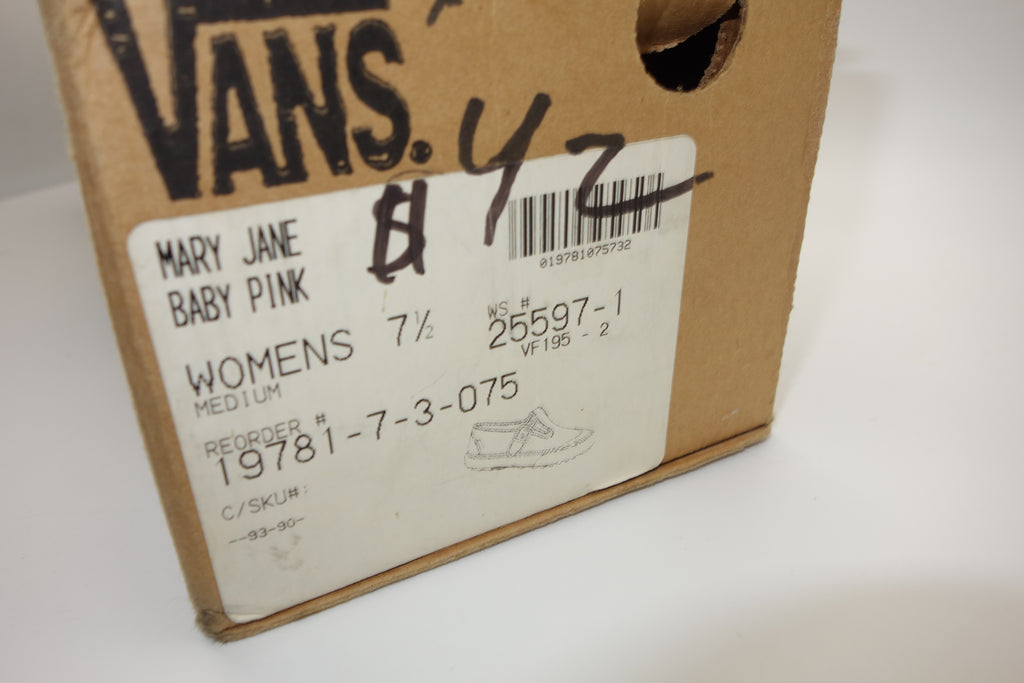 VANS.
$42
MARY JANE
BABY PINK
019781075732
WOMENS 7½
MEDIUM
WS #
25597-1
VF195 - 2
REORDER #
19781-7-3-075
C/SKU#:
--93-90-